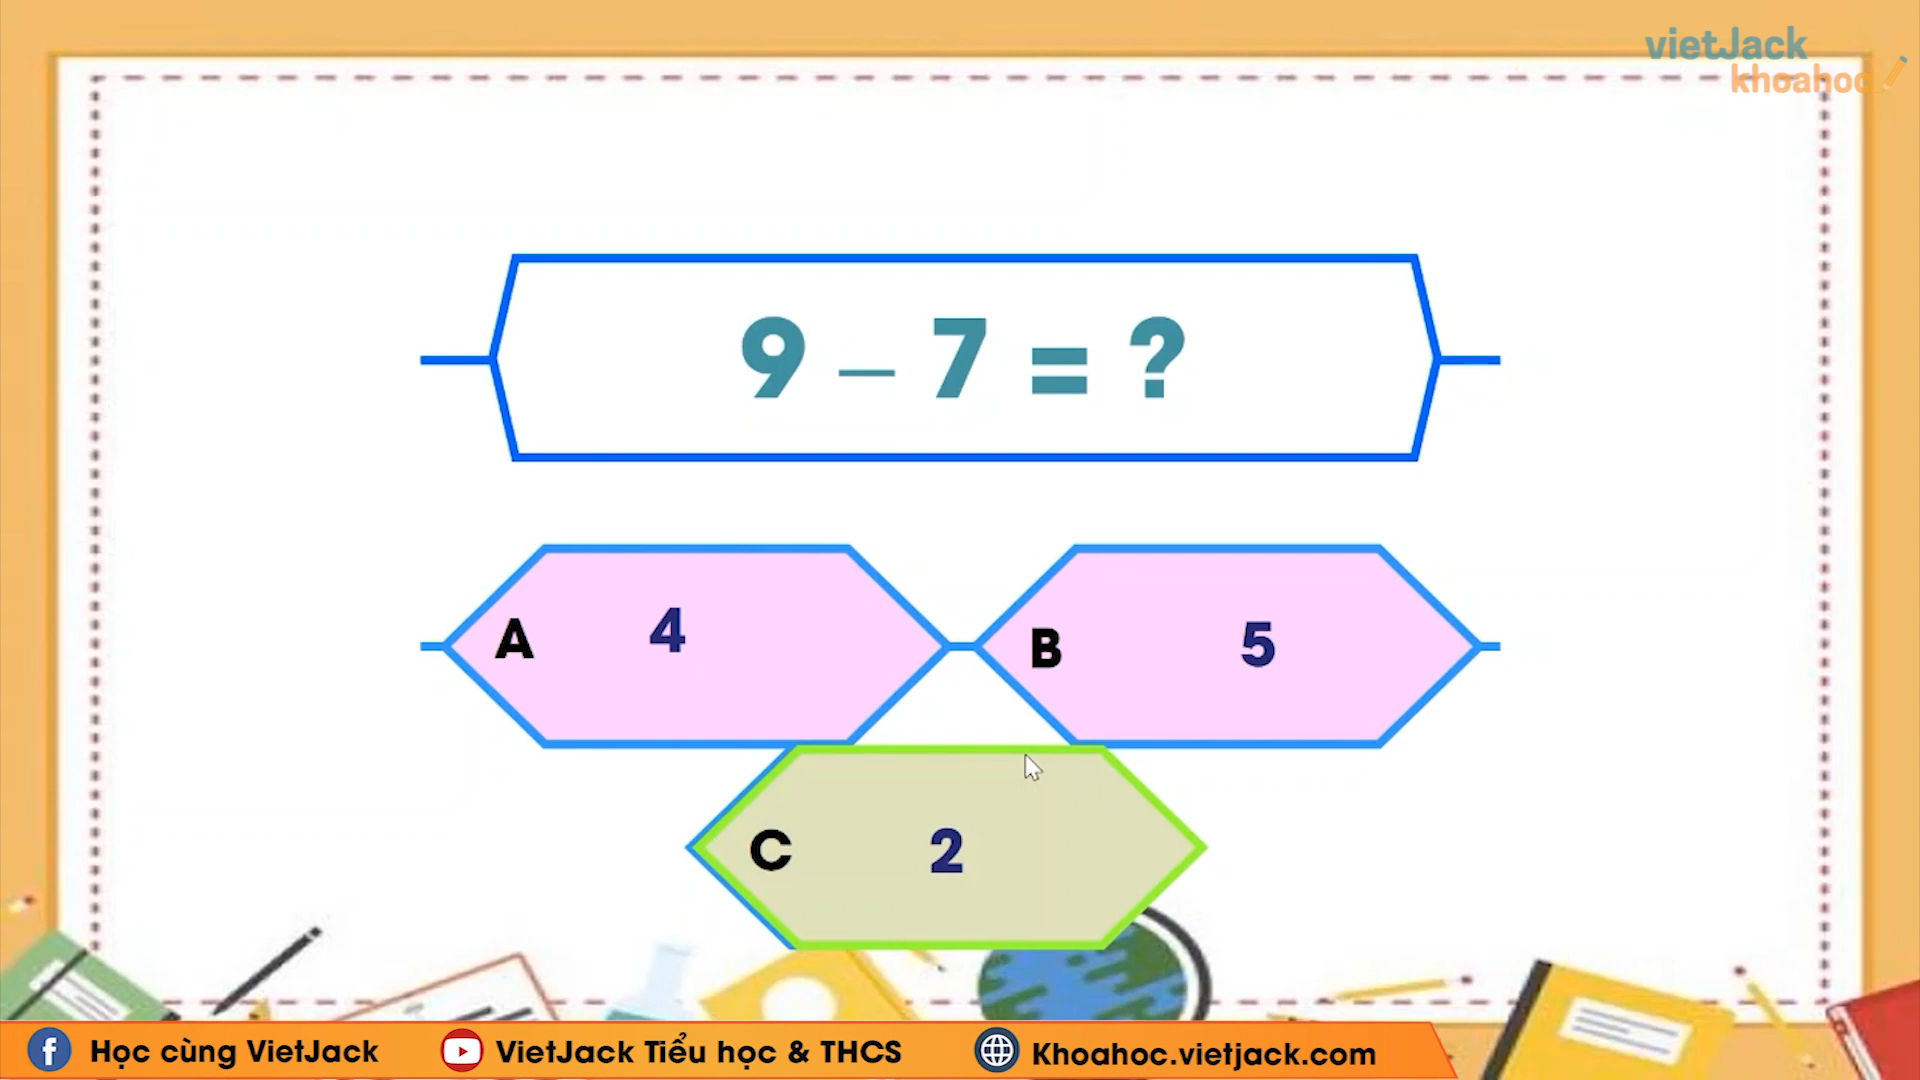 vietJack
khoahoc
9 – 7 = ?
A 4
B 5
C 2
Học cùng VietJack
VietJack Tiểu học & THCS
Khoahoc.vietjack.com